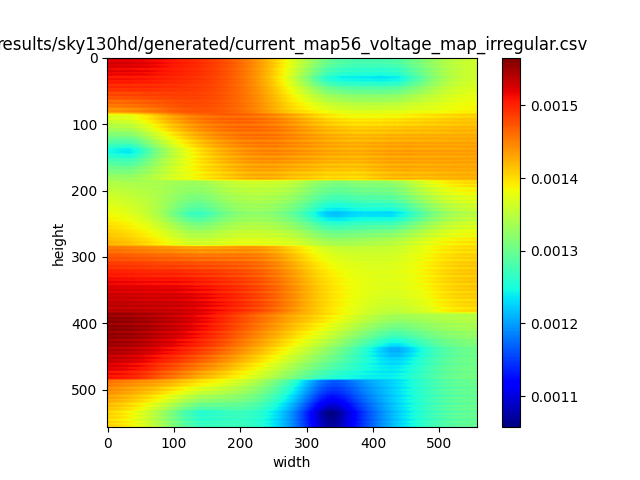 results/sky130hd/generated/current_map56_voltage_map_irregular.csv
0
100
200
300
400
500
height
0 100 200 300 400 500
width
0.0015
0.0014
0.0013
0.0012
0.0011